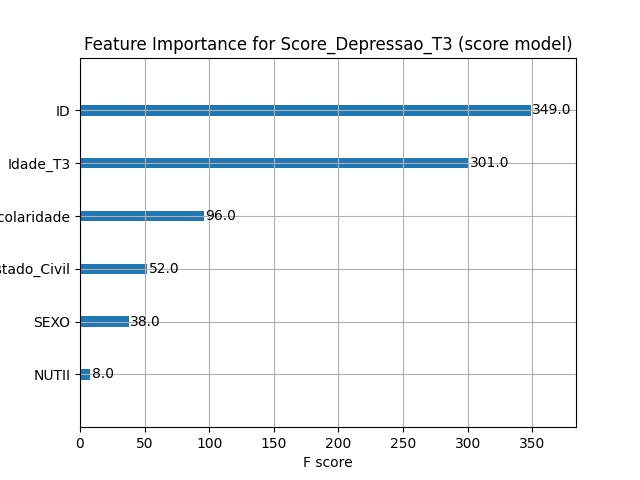 Feature Importance for Score_Depressao_T3 (score model)
ID
349.0
Idade_T3
301.0
colaridade
96.0
stado_Civil
52.0
SEXO
38.0
NUTII
8.0
0 50 100 150 200 250 300 350
F score